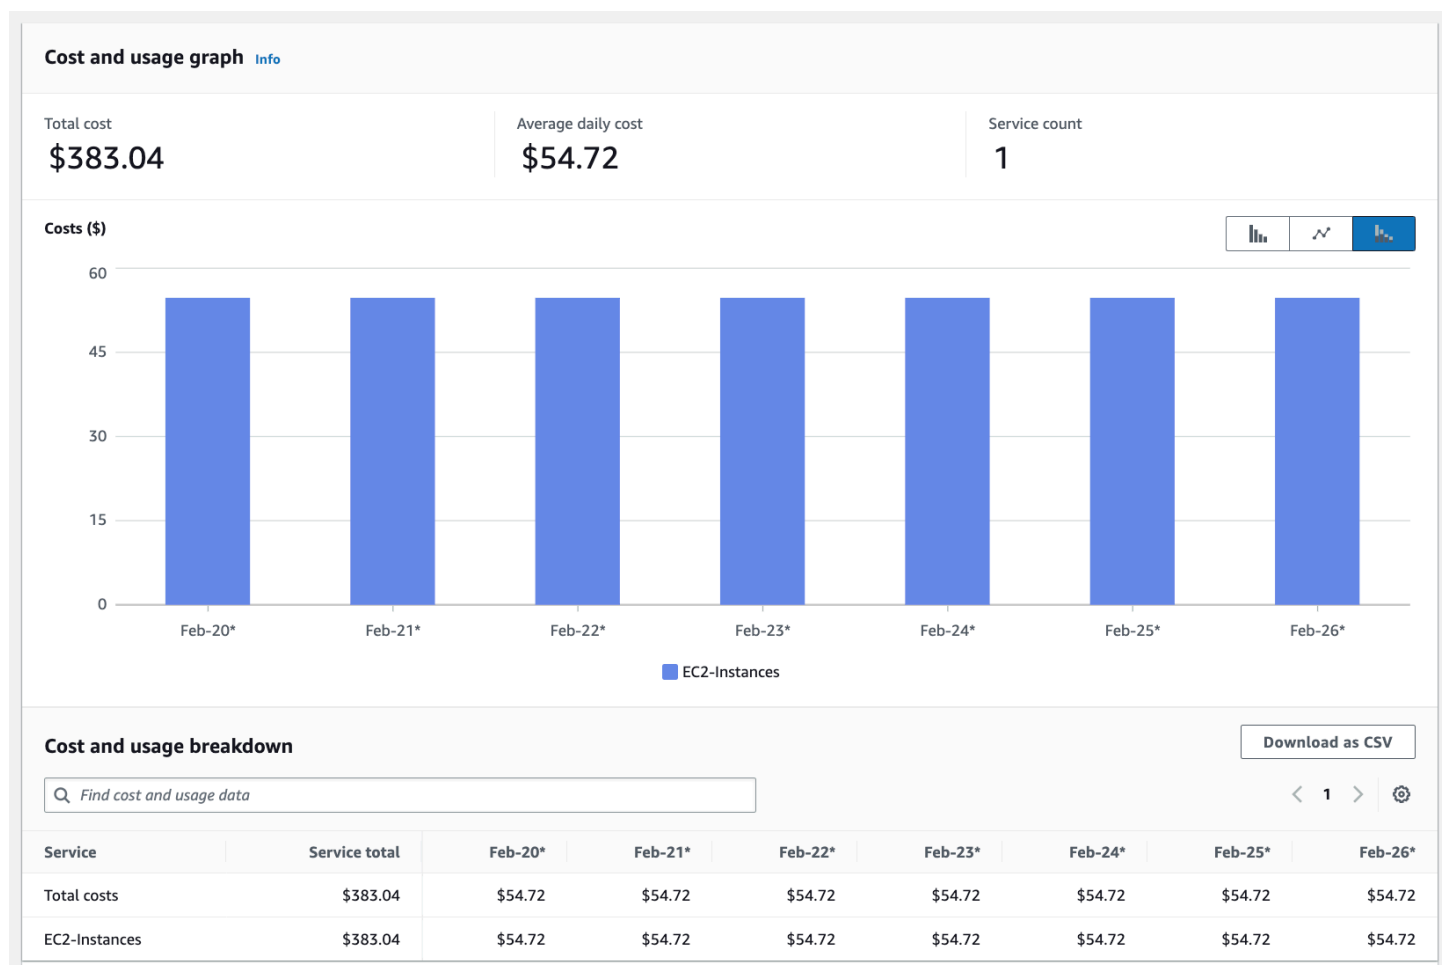 Cost and usage graph Info
Total cost Average daily cost Service count
$383.04 $54.72 1
Costs ($)
60
45
30
15
0
Feb-20* Feb-21* Feb-22* Feb-23* Feb-24* Feb-25* Feb-26*
EC2-Instances
Cost and usage breakdown Download as CSV
Find cost and usage data 1
Service Service total Feb-20* Feb-21* Feb-22* Feb-23* Feb-24* Feb-25* Feb-26*
Total costs $383.04 $54.72 $54.72 $54.72 $54.72 $54.72 $54.72 $54.72
EC2-Instances $383.04 $54.72 $54.72 $54.72 $54.72 $54.72 $54.72 $54.72